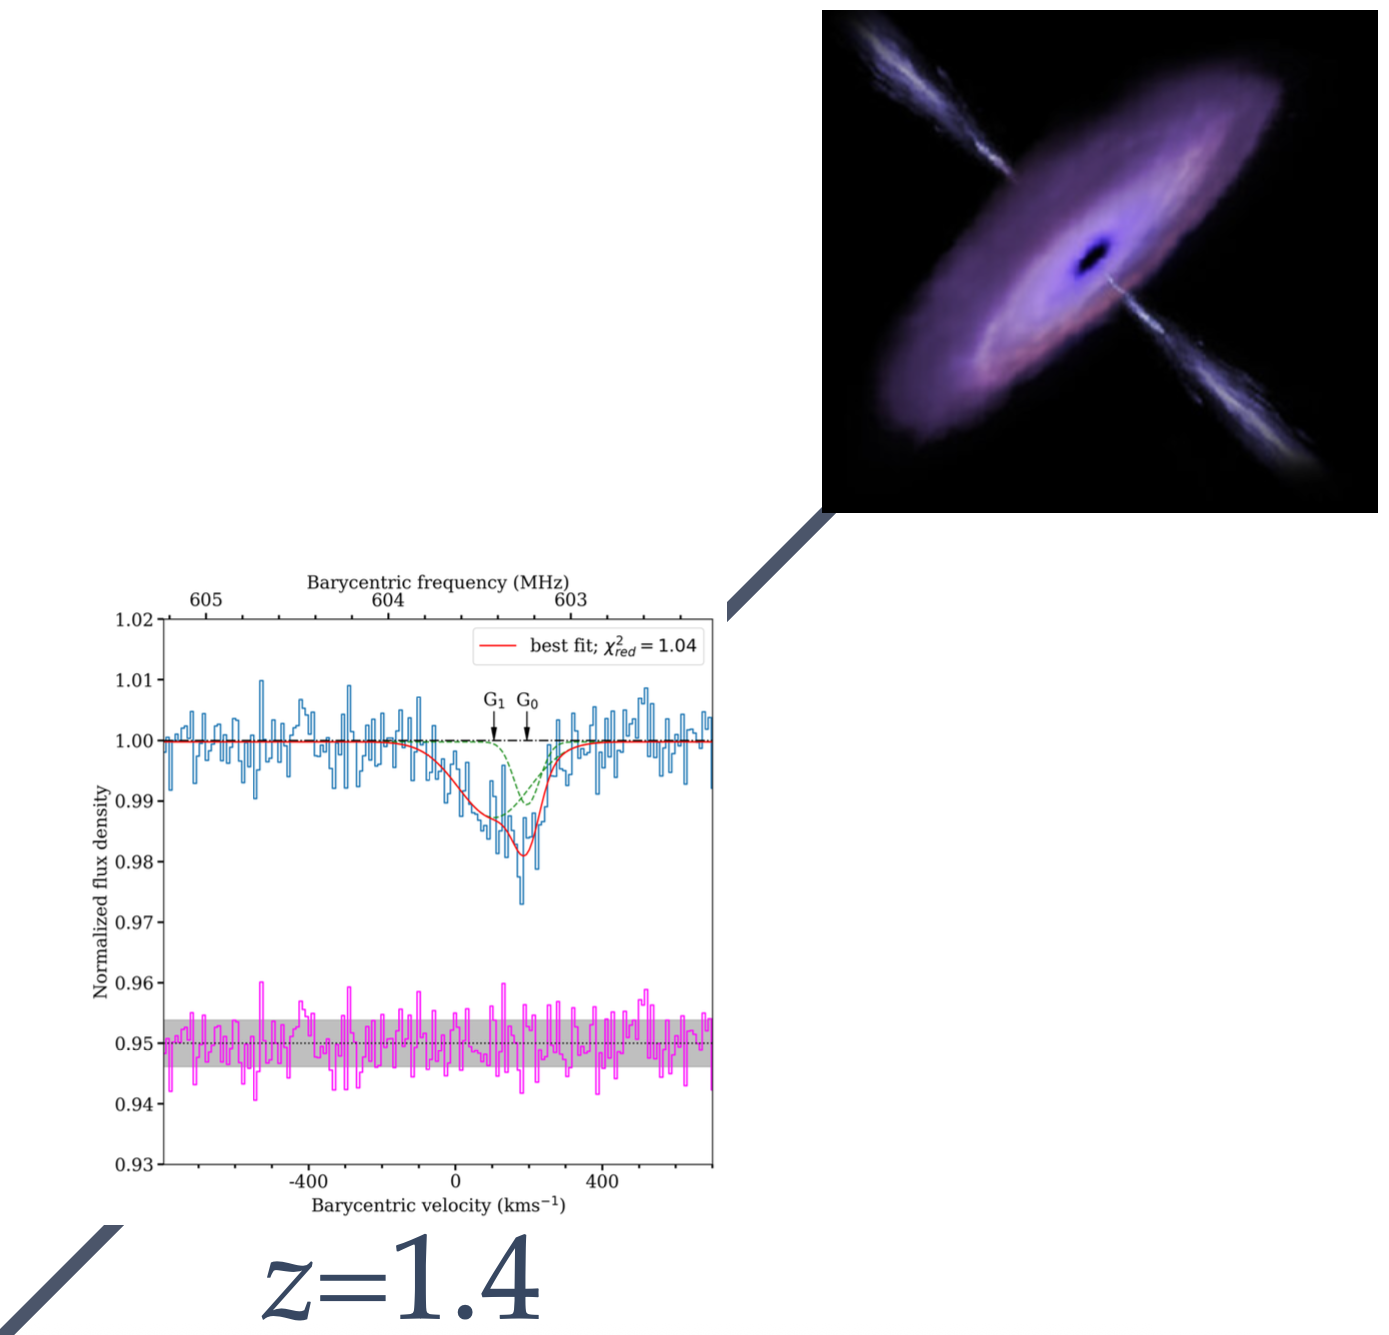 Barycentric frequency (MHz)
605 604 603
1.02
best fit; χ²red = 1.04
1.01
G₁ G₀
1.00
0.99
0.98
0.97
0.96
0.95
0.94
0.93
Normalized flux density
-400 0 400
Barycentric velocity (kms⁻¹)
z=1.4